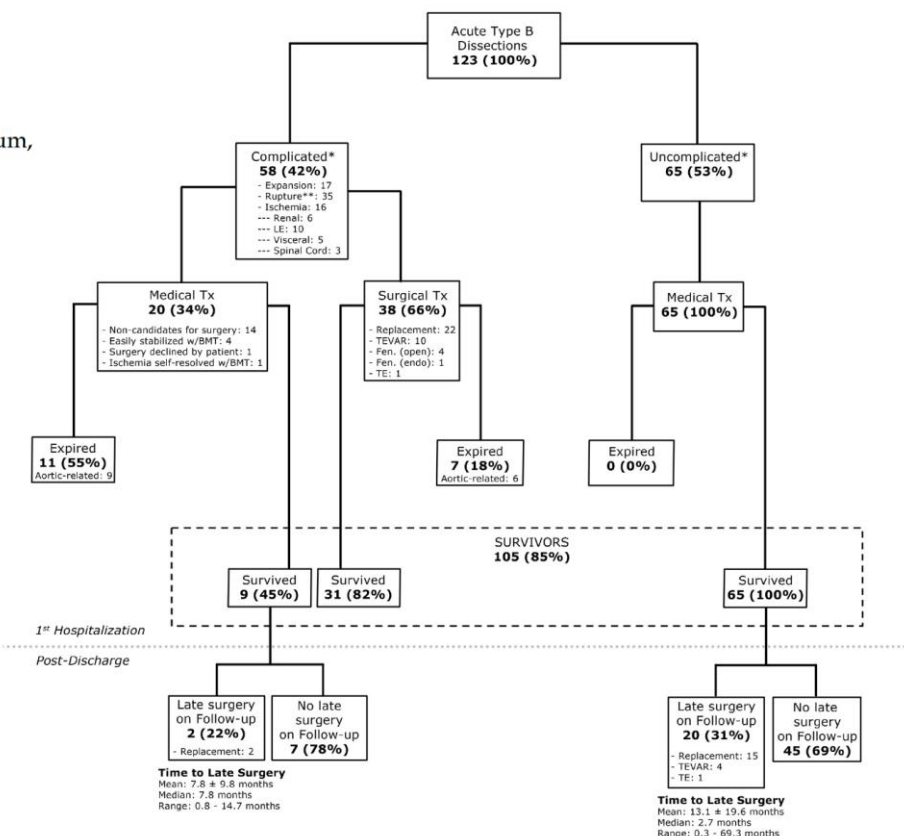 um,
Acute Type B
Dissections
123 (100%)
Complicated*
58 (42%)
- Expansion: 17
- Rupture**: 35
- Ischemia: 16
--- Renal: 6
--- LE: 10
--- Visceral: 5
--- Spinal Cord: 3
Uncomplicated*
65 (53%)
Medical Tx
20 (34%)
- Non-candidates for surgery: 14
- Easily stabilized w/BMT: 4
- Surgery declined by patient: 1
- Ischemia self-resolved w/BMT: 1
Surgical Tx
38 (66%)
- Replacement: 22
- TEVAR: 10
- Fen. (open): 4
- Fen. (endo): 1
- TE: 1
Medical Tx
65 (100%)
Expired
11 (55%)
Aortic-related: 9
Expired
7 (18%)
Aortic-related: 6
Expired
0 (0%)
SURVIVORS
105 (85%)
Survived
9 (45%)
Survived
31 (82%)
Survived
65 (100%)
1st Hospitalization
Post-Discharge
Late surgery
on Follow-up
2 (22%)
- Replacement: 2
No late
surgery
on Follow-up
7 (78%)
Time to Late Surgery
Mean: 7.8 ± 9.8 months
Median: 7.8 months
Range: 0.8 - 14.7 months
Late surgery
on Follow-up
20 (31%)
- Replacement: 15
- TEVAR: 4
- TE: 1
No late
surgery
on Follow-up
45 (69%)
Time to Late Surgery
Mean: 13.1 ± 19.6 months
Median: 2.7 months
Range: 0.3 - 69.3 months